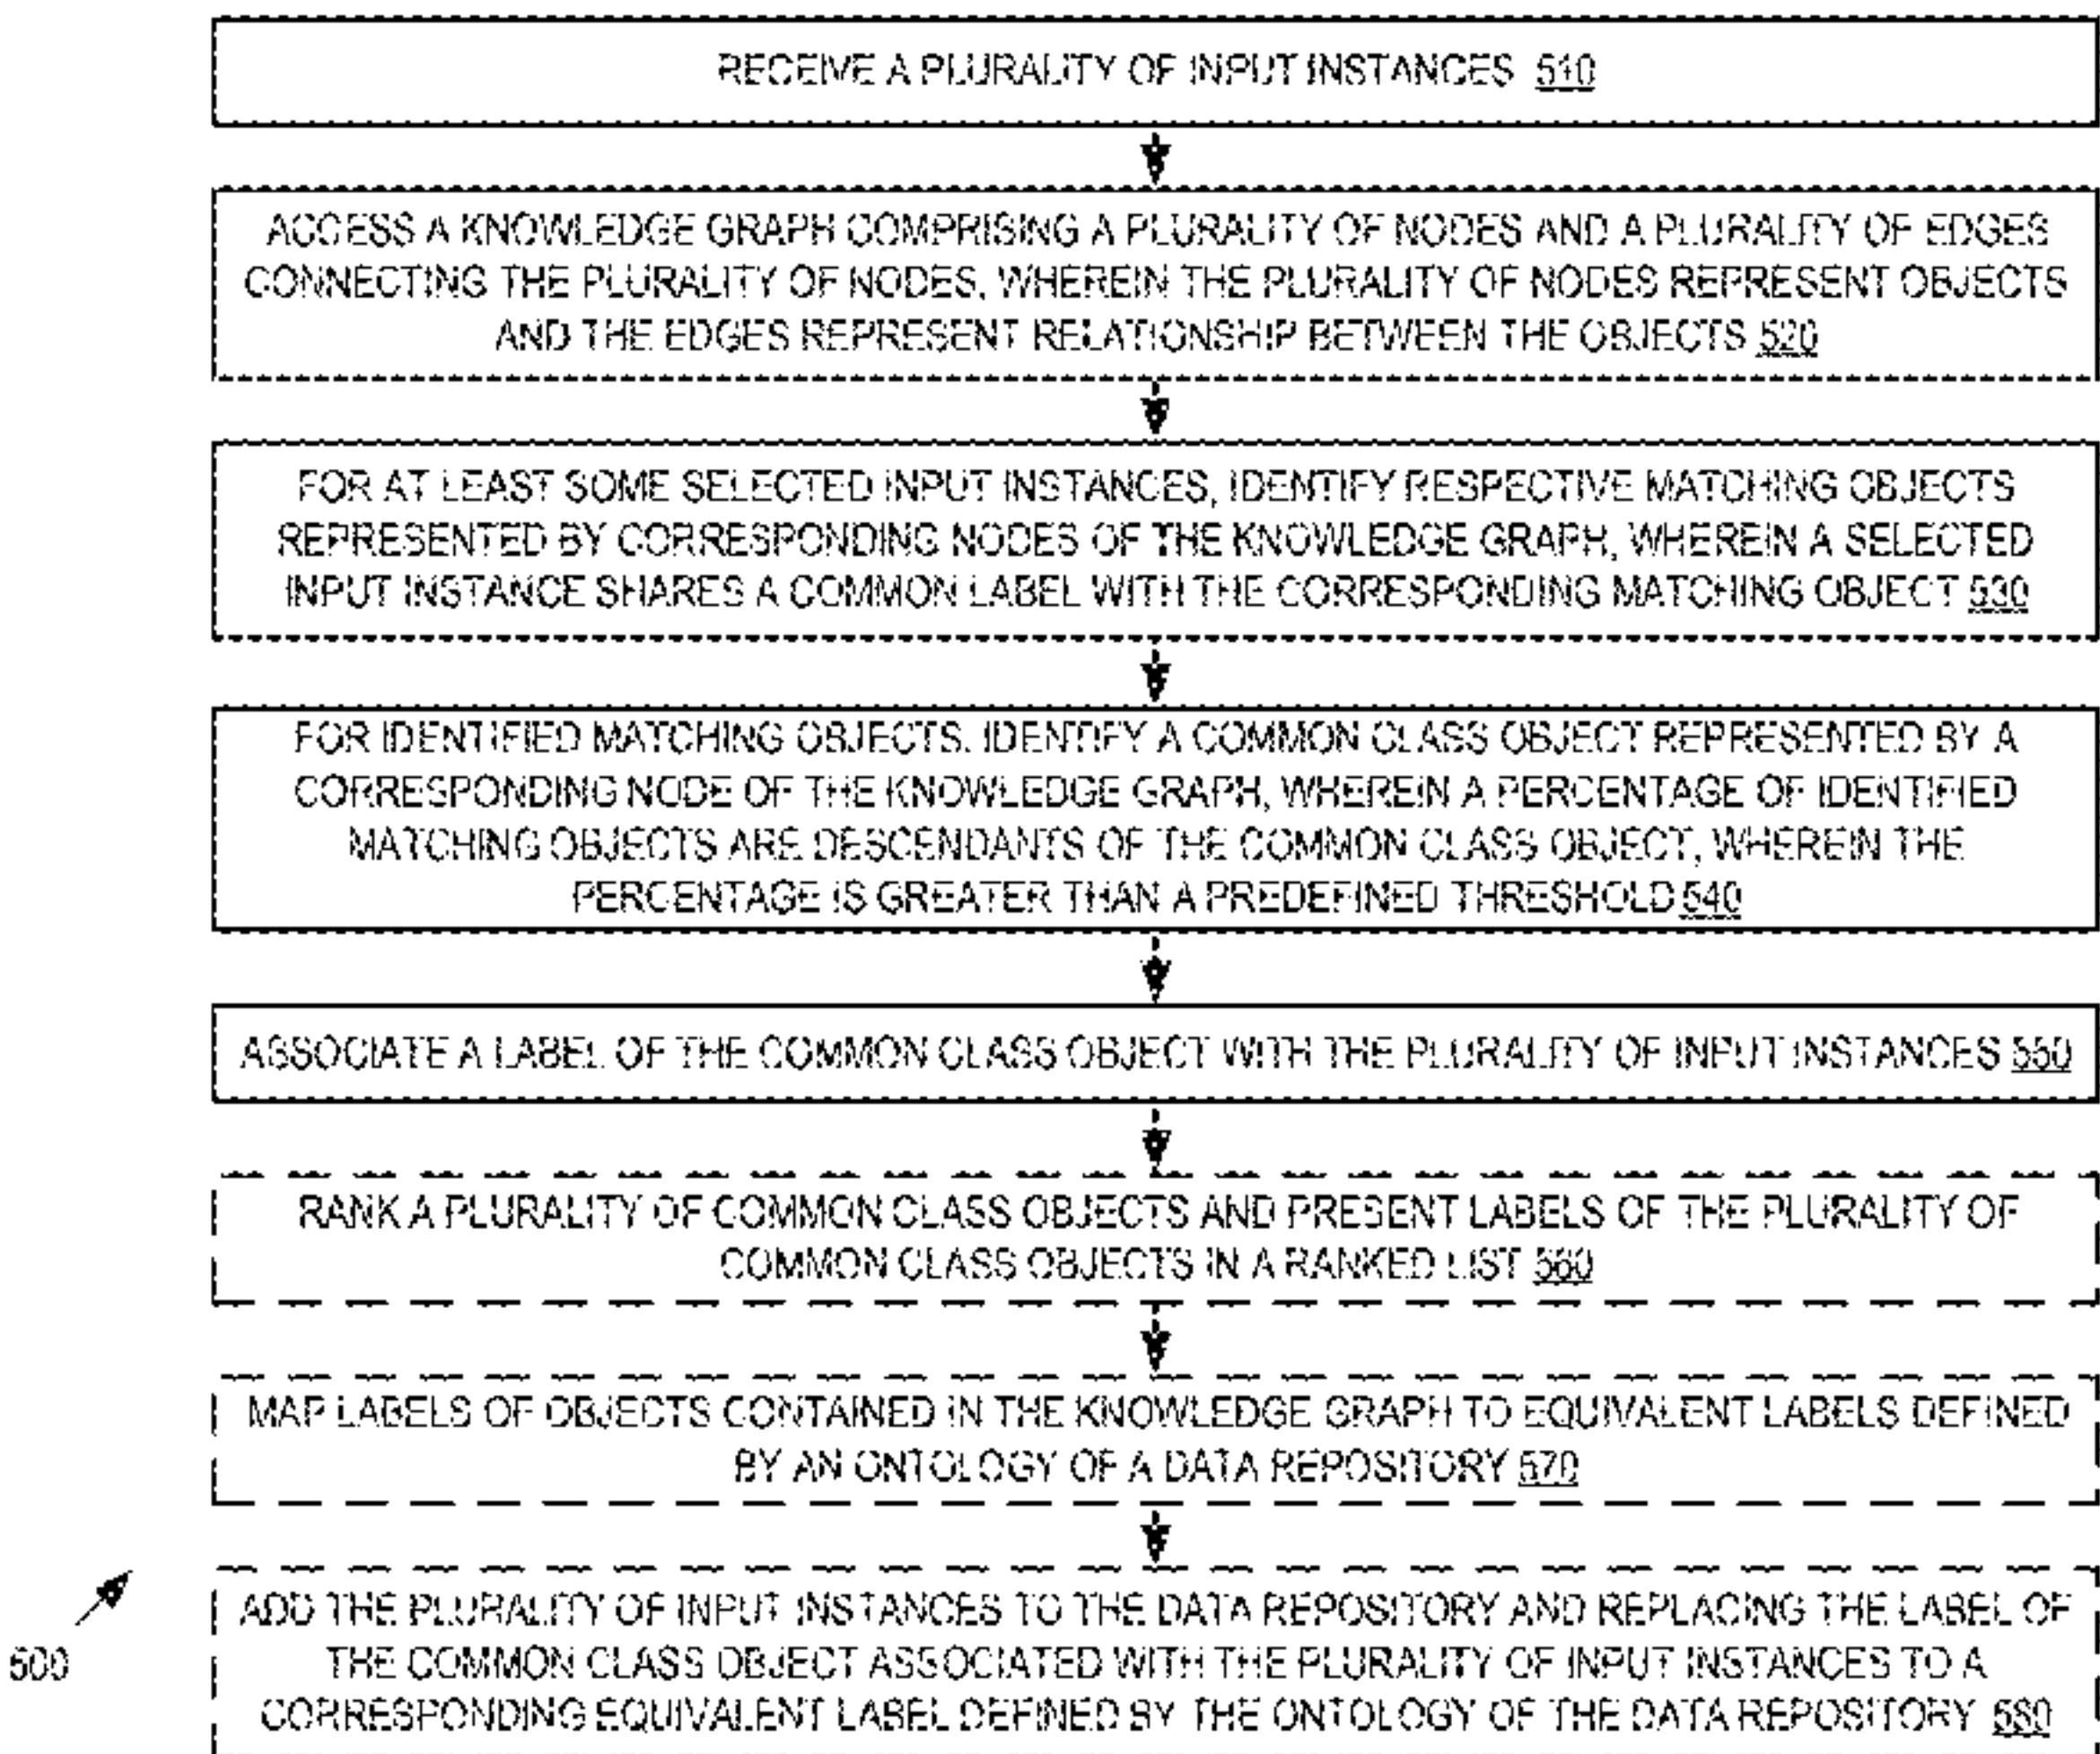 RECEIVE A PLURALITY OF INPUT INSTANCES 510
ACCESS A KNOWLEDGE GRAPH COMPRISING A PLURALITY OF NODES AND A PLURALITY OF EDGES
CONNECTING THE PLURALITY OF NODES, WHEREIN THE PLURALITY OF NODES REPRESENT OBJECTS
AND THE EDGES REPRESENT RELATIONSHIP BETWEEN THE OBJECTS 520
FOR AT LEAST SOME SELECTED INPUT INSTANCES, IDENTIFY RESPECTIVE MATCHING OBJECTS
REPRESENTED BY CORRESPONDING NODES OF THE KNOWLEDGE GRAPH, WHEREIN A SELECTED
INPUT INSTANCE SHARES A COMMON LABEL WITH THE CORRESPONDING MATCHING OBJECT 530
FOR IDENTIFIED MATCHING OBJECTS, IDENTIFY A COMMON CLASS OBJECT REPRESENTED BY A
CORRESPONDING NODE OF THE KNOWLEDGE GRAPH, WHEREIN A PERCENTAGE OF IDENTIFIED
MATCHING OBJECTS ARE DESCENDANTS OF THE COMMON CLASS OBJECT, WHEREIN THE
PERCENTAGE IS GREATER THAN A PREDEFINED THRESHOLD 540
ASSOCIATE A LABEL OF THE COMMON CLASS OBJECT WITH THE PLURALITY OF INPUT INSTANCES 550
RANK A PLURALITY OF COMMON CLASS OBJECTS AND PRESENT LABELS OF THE PLURALITY OF
COMMON CLASS OBJECTS IN A RANKED LIST 560
MAP LABELS OF OBJECTS CONTAINED IN THE KNOWLEDGE GRAPH TO EQUIVALENT LABELS DEFINED
BY AN ONTOLOGY OF A DATA REPOSITORY 570
ADD THE PLURALITY OF INPUT INSTANCES TO THE DATA REPOSITORY AND REPLACING THE LABEL OF
THE COMMON CLASS OBJECT ASSOCIATED WITH THE PLURALITY OF INPUT INSTANCES TO A
CORRESPONDING EQUIVALENT LABEL DEFINED BY THE ONTOLOGY OF THE DATA REPOSITORY 580
500